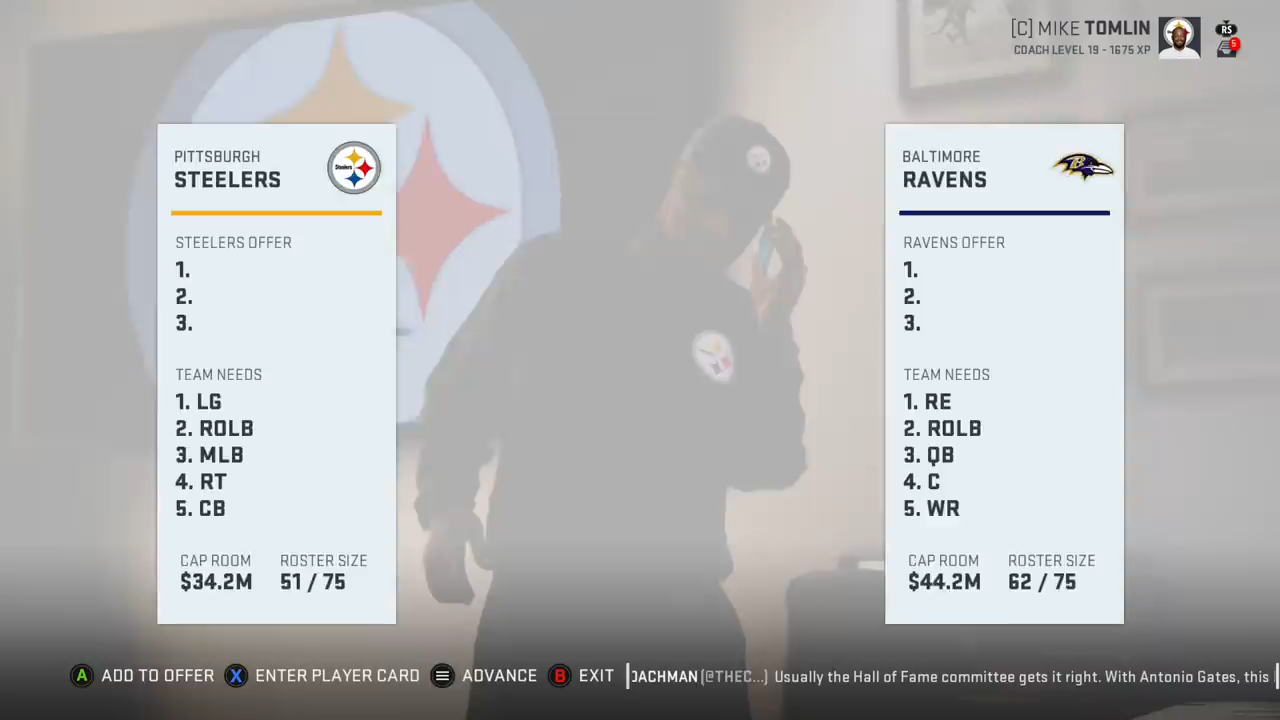 [C] MIKE TOMLIN
COACH LEVEL 19 - 1675 XP
RS
5
PITTSBURGH
STEELERS
Steelers
STEELERS OFFER
1.
2.
3.
TEAM NEEDS
1. LG
2. ROLB
3. MLB
4. RT
5. CB
CAP ROOM ROSTER SIZE
$34.2M 51 / 75
BALTIMORE
RAVENS
B
RAVENS OFFER
1.
2.
3.
TEAM NEEDS
1. RE
2. ROLB
3. QB
4. C
5. WR
CAP ROOM ROSTER SIZE
$44.2M 62 / 75
A ADD TO OFFER X ENTER PLAYER CARD ADVANCE B EXIT
JACHMAN (@THEC...) Usually the Hall of Fame committee gets it right. With Antonio Gates, this